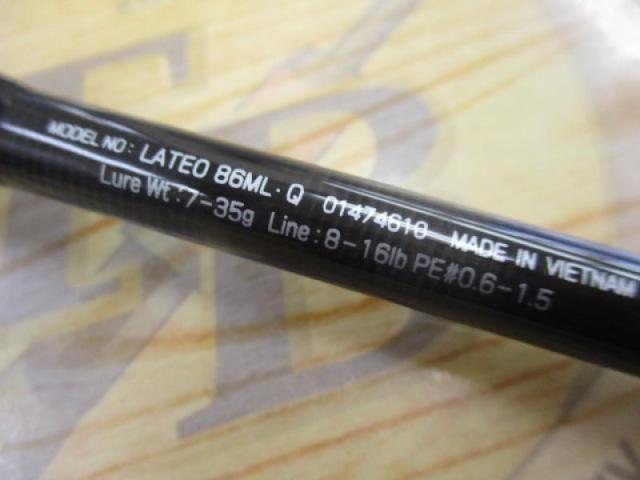 MODEL NO: LATEO 86ML·Q 01474610 MADE IN VIETNAM
Lure Wt:7-35g Line:8-16lb PE#0.6-1.5